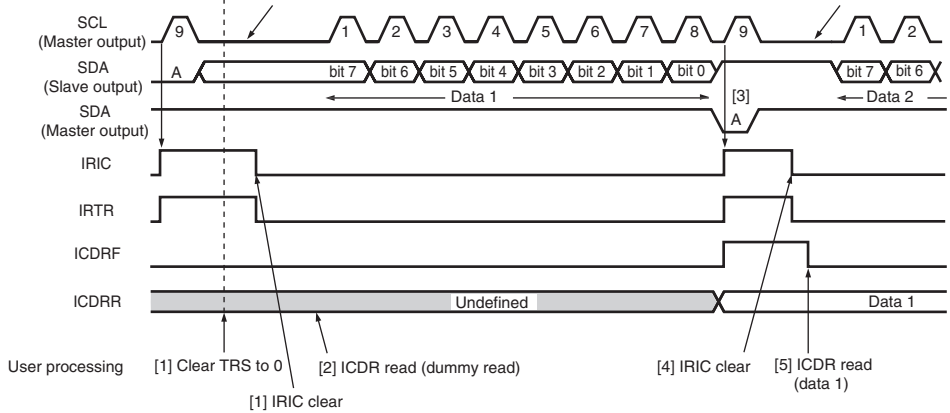 SCL
(Master output)
9 1 2 3 4 5 6 7 8 9 1 2
SDA
(Slave output)
A bit 7 bit 6 bit 5 bit 4 bit 3 bit 2 bit 1 bit 0 bit 7 bit 6
Data 1 [3] Data 2
SDA
(Master output)
A
IRIC
IRTR
ICDRF
ICDRR
Undefined Data 1
User processing
[1] Clear TRS to 0
[2] ICDR read (dummy read)
[4] IRIC clear
[5] ICDR read
(data 1)
[1] IRIC clear